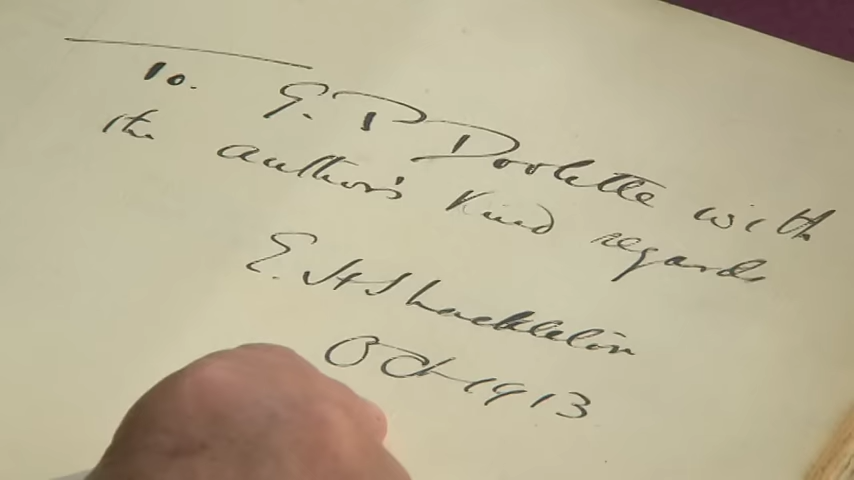 To. G. P. Doolette with
the author's kind regards
E. H. Shackleton
Oct 1913